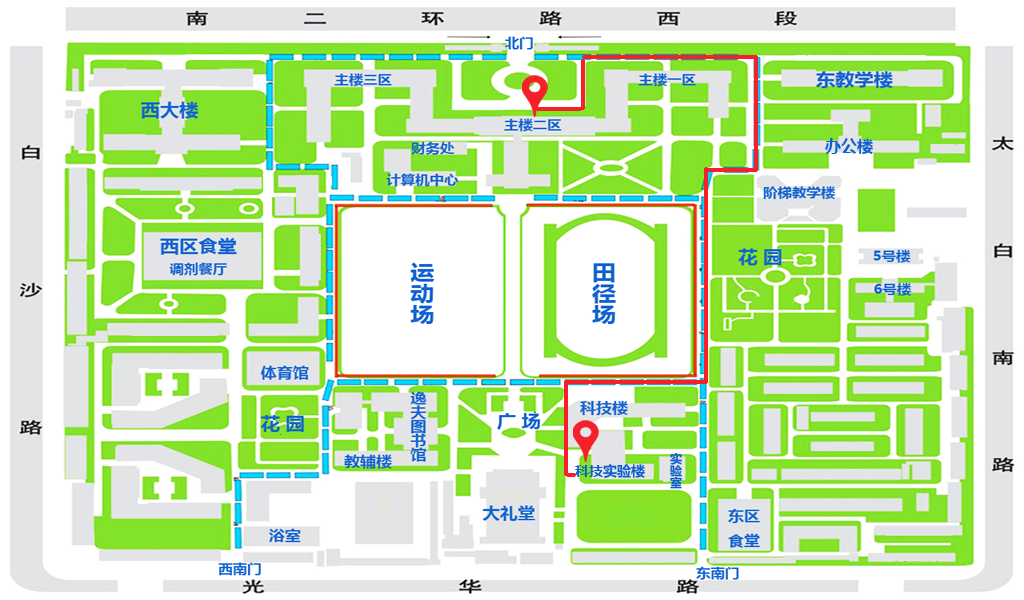 南二环路西段
北门
主楼三区
主楼一区
东教学楼
西大楼
主楼二区
办公楼
太白南路
白沙路
财务处
计算机中心
阶梯教学楼
西区食堂
调剂餐厅
运动场
田径场
花园
5号楼
6号楼
体育馆
花园
逸夫图书馆
广场
科技楼
教辅楼
科技实验楼
实验室
大礼堂
东区
食堂
浴室
西南门
东南门
光华路